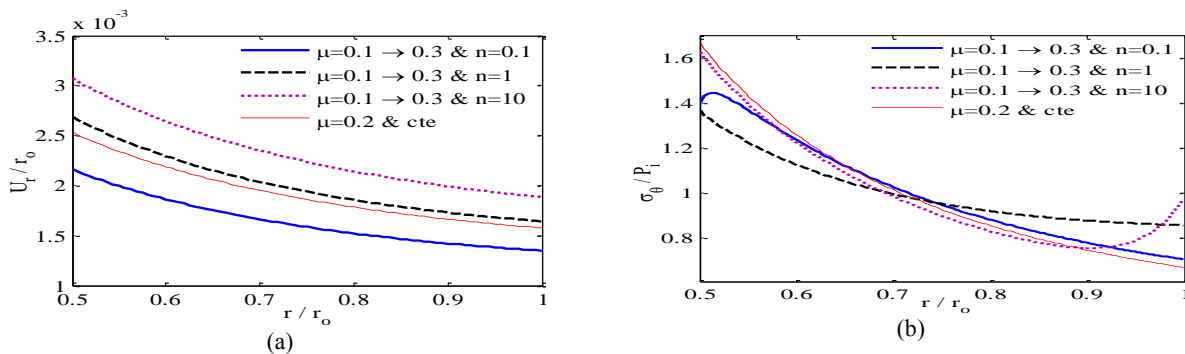 x 10⁻³
3.5
3
2.5
2
1.5
1
U_r / r_o
μ=0.1 → 0.3 & n=0.1
μ=0.1 → 0.3 & n=1
μ=0.1 → 0.3 & n=10
μ=0.2 & cte
0.5 0.6 0.7 0.8 0.9 1
r / r_o
(a)
1.6
1.4
1.2
1
0.8
σ_θ / P_i
μ=0.1 → 0.3 & n=0.1
μ=0.1 → 0.3 & n=1
μ=0.1 → 0.3 & n=10
μ=0.2 & cte
0.5 0.6 0.7 0.8 0.9 1
r / r_o
(b)